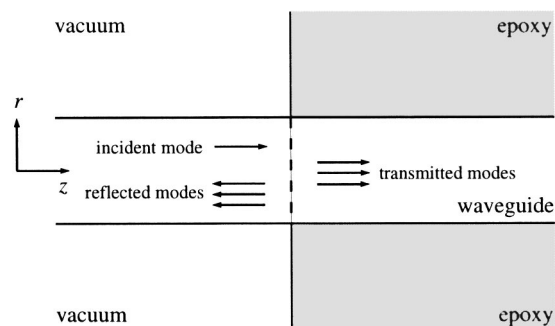 vacuum
epoxy
r
incident mode
transmitted modes
z
reflected modes
waveguide
vacuum
epoxy